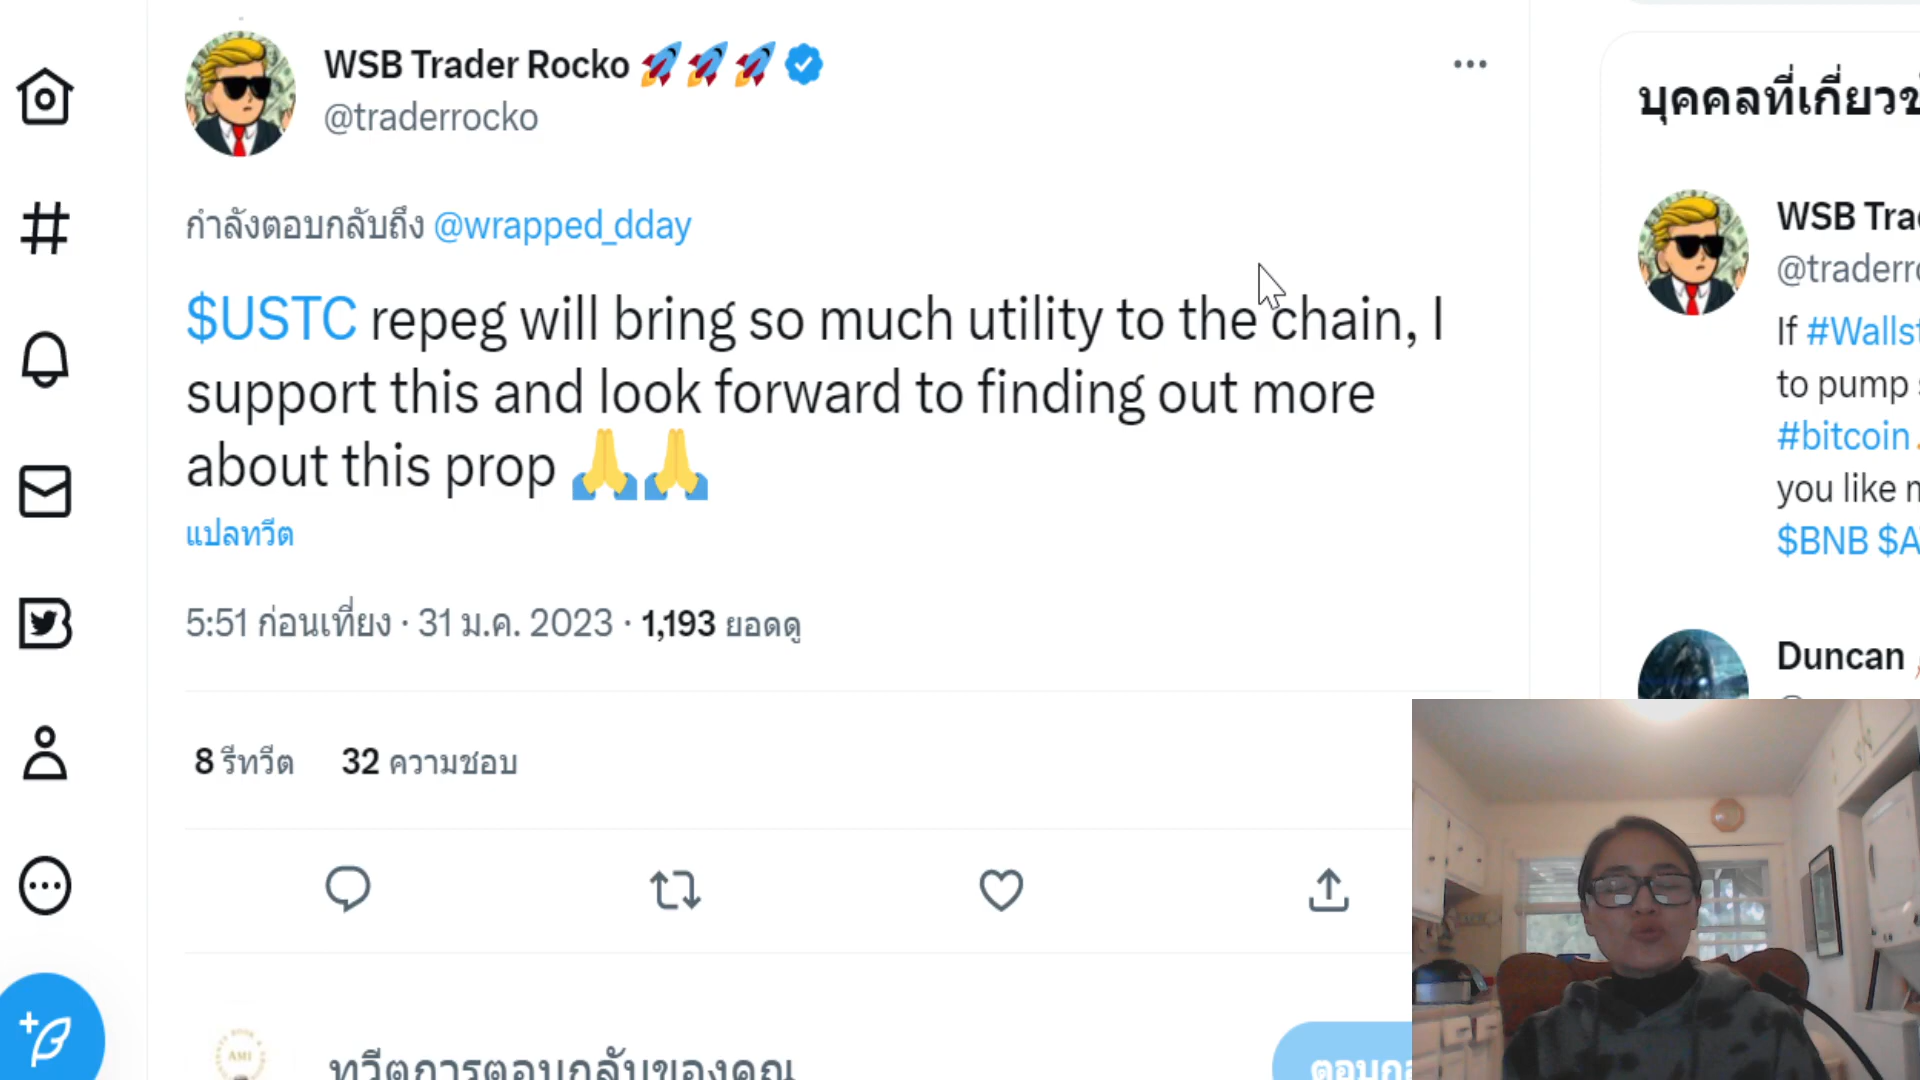 WSB Trader Rocko 🚀🚀🚀
@traderrocko
กำลังตอบกลับถึง @wrapped_dday
$USTC repeg will bring so much utility to the chain, I
support this and look forward to finding out more
about this prop 🙏🙏
แปลทวีต
5:51 ก่อนเที่ยง · 31 ม.ค. 2023 · 1,193 ยอดดู
8 รีทวีต 32 ความชอบ
ทวีตการตอบกลับของคุณ
บุคคลที่เกี่ยวข
WSB Tra
@traderr
If #Wallst
to pump
#bitcoin
you like
$BNB $A
Duncan
AMI